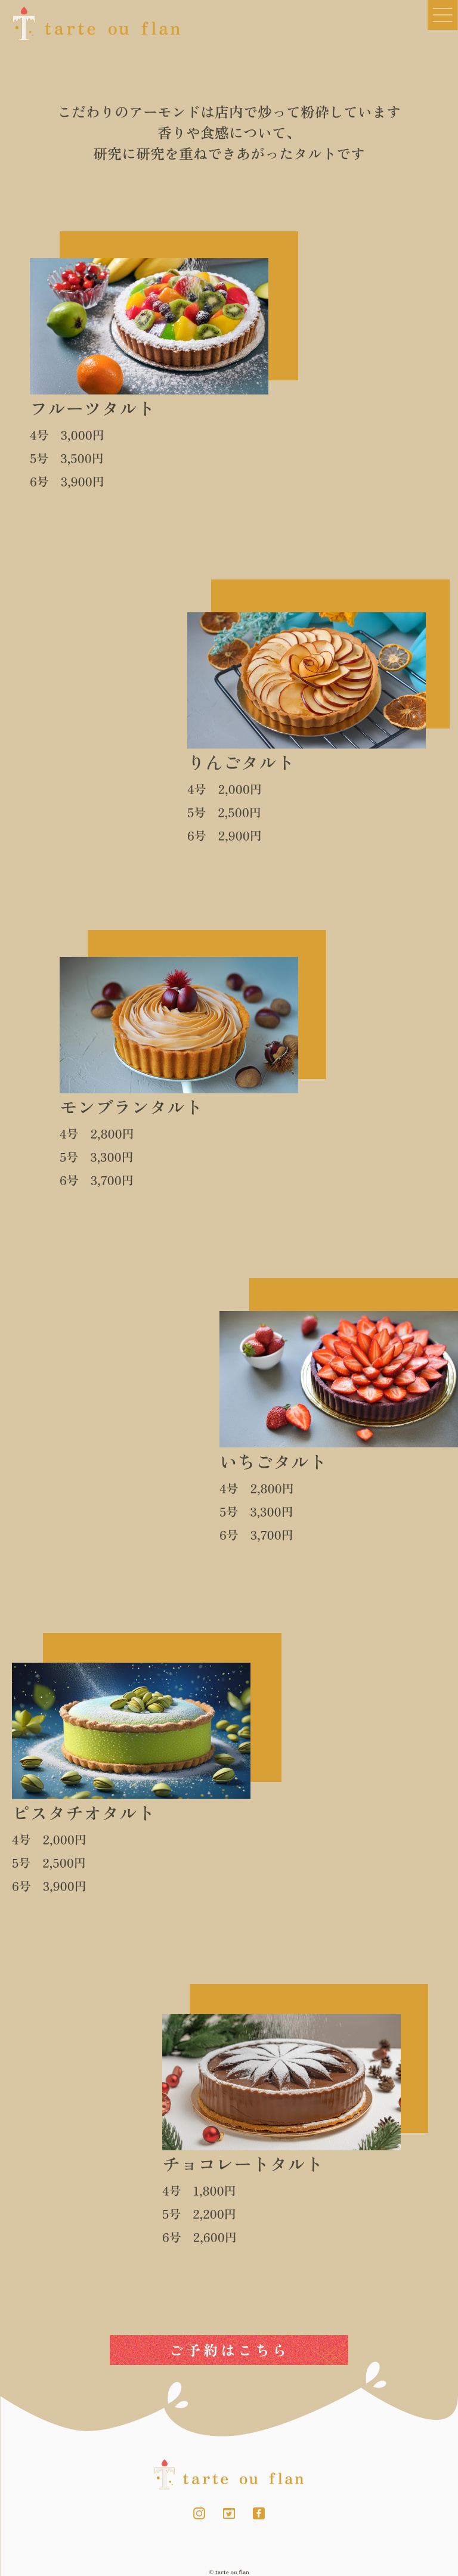 tarte ou flan
こだわりのアーモンドは店内で炒って粉砕しています
香りや食感について、
研究に研究を重ねできあがったタルトです
フルーツタルト
4号 3,000円
5号 3,500円
6号 3,900円
りんごタルト
4号 2,000円
5号 2,500円
6号 2,900円
モンブランタルト
4号 2,800円
5号 3,300円
6号 3,700円
いちごタルト
4号 2,800円
5号 3,300円
6号 3,700円
ピスタチオタルト
4号 2,000円
5号 2,500円
6号 3,900円
チョコレートタルト
4号 1,800円
5号 2,200円
6号 2,600円
ご予約はこちら
tarte ou flan
© tarte ou flan